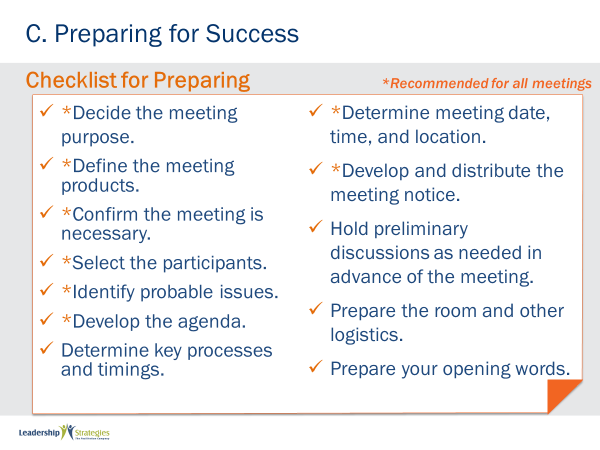 C. Preparing for Success
Checklist for Preparing
*Recommended for all meetings
✓ *Decide the meeting
purpose.
✓ *Define the meeting
products.
✓ *Confirm the meeting is
necessary.
✓ *Select the participants.
✓ *Identify probable issues.
✓ *Develop the agenda.
✓ Determine key processes
and timings.
✓ *Determine meeting date,
time, and location.
✓ *Develop and distribute the
meeting notice.
✓ Hold preliminary
discussions as needed in
advance of the meeting.
✓ Prepare the room and other
logistics.
✓ Prepare your opening words.
Leadership Strategies
The Facilitation Company